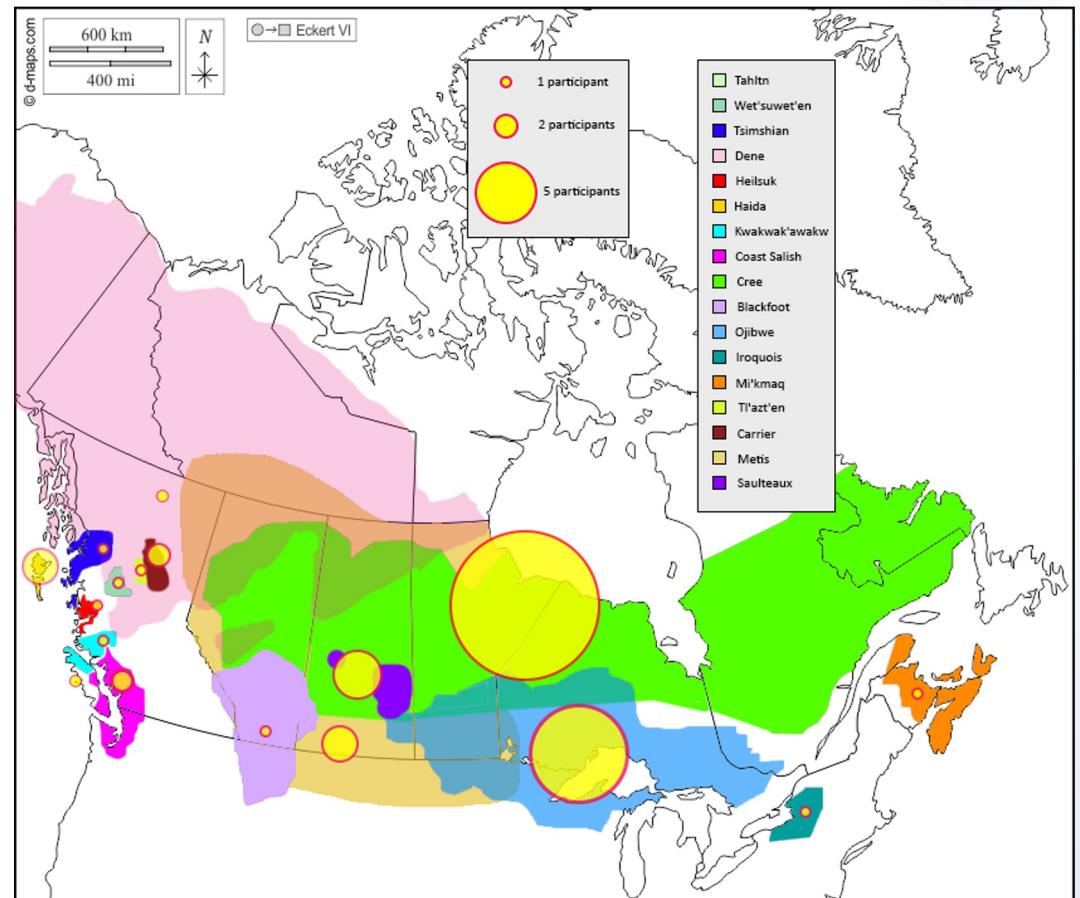 © d-maps.com
600 km
400 mi
N
Eckert VI
1 participant
2 participants
5 participants
Tahltn
Wet'suwet'en
Tsimshian
Dene
Heilsuk
Haida
Kwakwak'awakw
Coast Salish
Cree
Blackfoot
Ojibwe
Iroquois
Mi'kmaq
Tl'azt'en
Carrier
Metis
Saulteaux